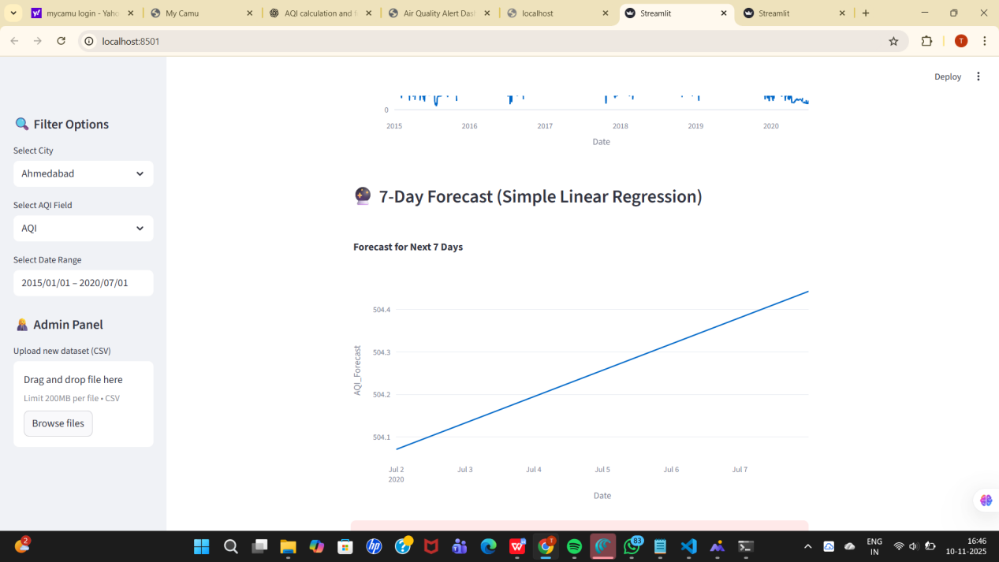 mycamu login - Yaho
My Camu
AQI calculation and f
Air Quality Alert Das
localhost
Streamlit
Streamlit
localhost:8501
T
Deploy
Filter Options
Select City
Ahmedabad
Select AQI Field
AQI
Select Date Range
2015/01/01 – 2020/07/01
Admin Panel
Upload new dataset (CSV)
Drag and drop file here
Limit 200MB per file • CSV
Browse files
0
2015 2016 2017 2018 2019 2020
Date
7-Day Forecast (Simple Linear Regression)
Forecast for Next 7 Days
AQI_Forecast
504.4
504.3
504.2
504.1
Jul 2 Jul 3 Jul 4 Jul 5 Jul 6 Jul 7
2020
Date
2
hp
T
83
ENG
IN
16:46
10-11-2025